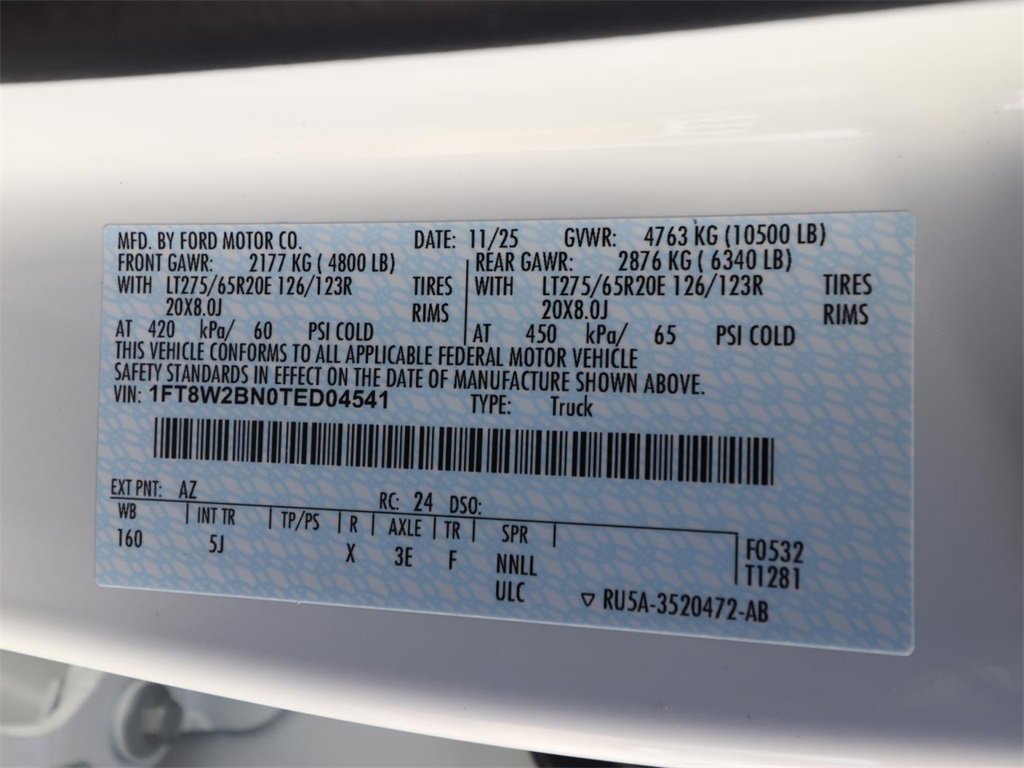 MFD. BY FORD MOTOR CO. DATE: 11/25 GVWR: 4763 KG (10500 LB)
FRONT GAWR: 2177 KG ( 4800 LB) REAR GAWR: 2876 KG ( 6340 LB)
WITH LT275/65R20E 126/123R TIRES WITH LT275/65R20E 126/123R TIRES
20X8.0J RIMS 20X8.0J RIMS
AT 420 kPa/ 60 PSI COLD AT 450 kPa/ 65 PSI COLD
THIS VEHICLE CONFORMS TO ALL APPLICABLE FEDERAL MOTOR VEHICLE
SAFETY STANDARDS IN EFFECT ON THE DATE OF MANUFACTURE SHOWN ABOVE.
VIN: 1FT8W2BN0TED04541 TYPE: Truck
EXT PNT: AZ RC: 24 DSO:
WB INT TR TP/PS R AXLE TR SPR
160 5J X 3E F NNLL F0532
ULC T1281
RU5A-3520472-AB